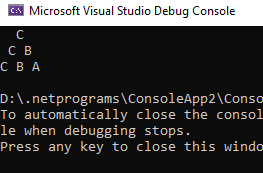 Microsoft Visual Studio Debug Console
C
C B
C B A
D:\.netprograms\ConsoleApp2\Conso
To automatically close the consol
le when debugging stops.
Press any key to close this windo